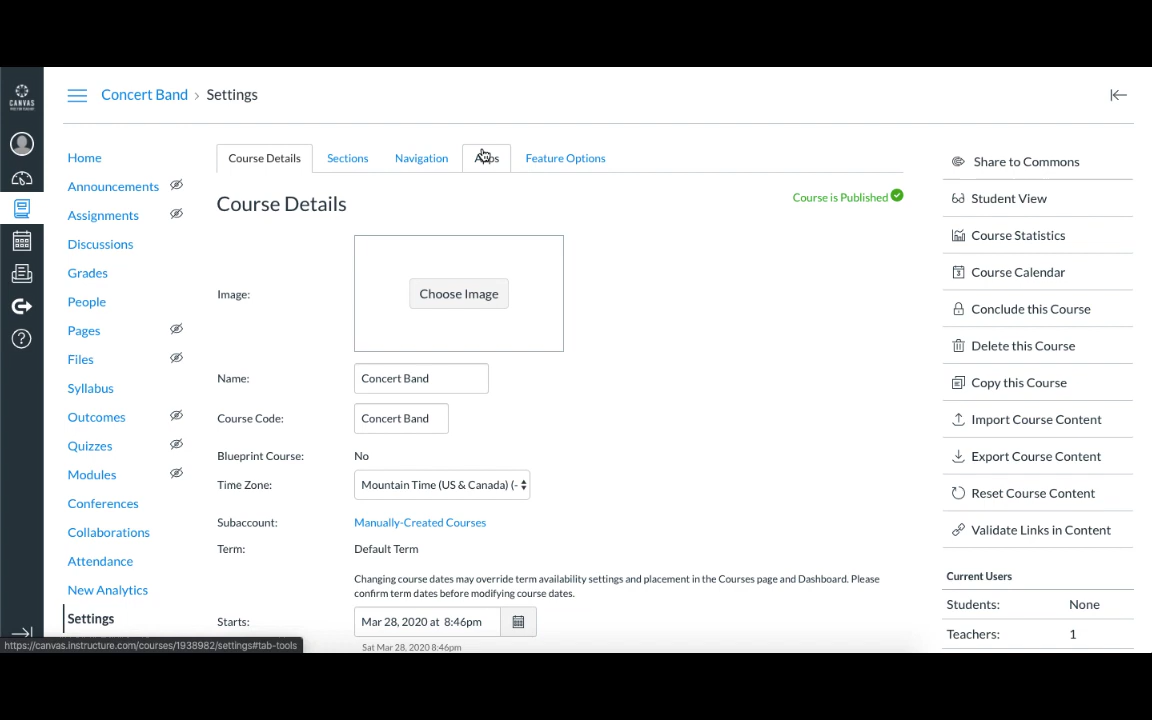 CANVAS
Concert Band › Settings
Home
Announcements
Assignments
Discussions
Grades
People
Pages
Files
Syllabus
Outcomes
Quizzes
Modules
Conferences
Collaborations
Attendance
New Analytics
Settings
https://canvas.instructure.com/courses/1938982/settings#tab-tools
Course Details Sections Navigation Apps Feature Options
Course Details
Course is Published
Image:
Choose Image
Name: Concert Band
Course Code: Concert Band
Blueprint Course: No
Time Zone: Mountain Time (US & Canada) (-
Subaccount: Manually-Created Courses
Term: Default Term
Changing course dates may override term availability settings and placement in the Courses page and Dashboard. Please
confirm term dates before modifying course dates.
Starts: Mar 28, 2020 at 8:46pm
Sat Mar 28, 2020 8:46pm
Share to Commons
Student View
Course Statistics
Course Calendar
Conclude this Course
Delete this Course
Copy this Course
Import Course Content
Export Course Content
Reset Course Content
Validate Links in Content
Current Users
Students: None
Teachers: 1